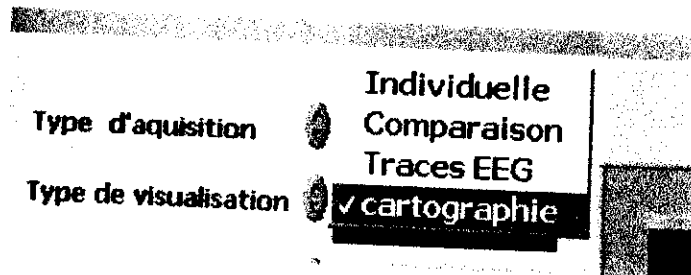 Individuelle
Type d'aquisition Comparaison
Traces EEG
Type de visualisation ✓ cartographie